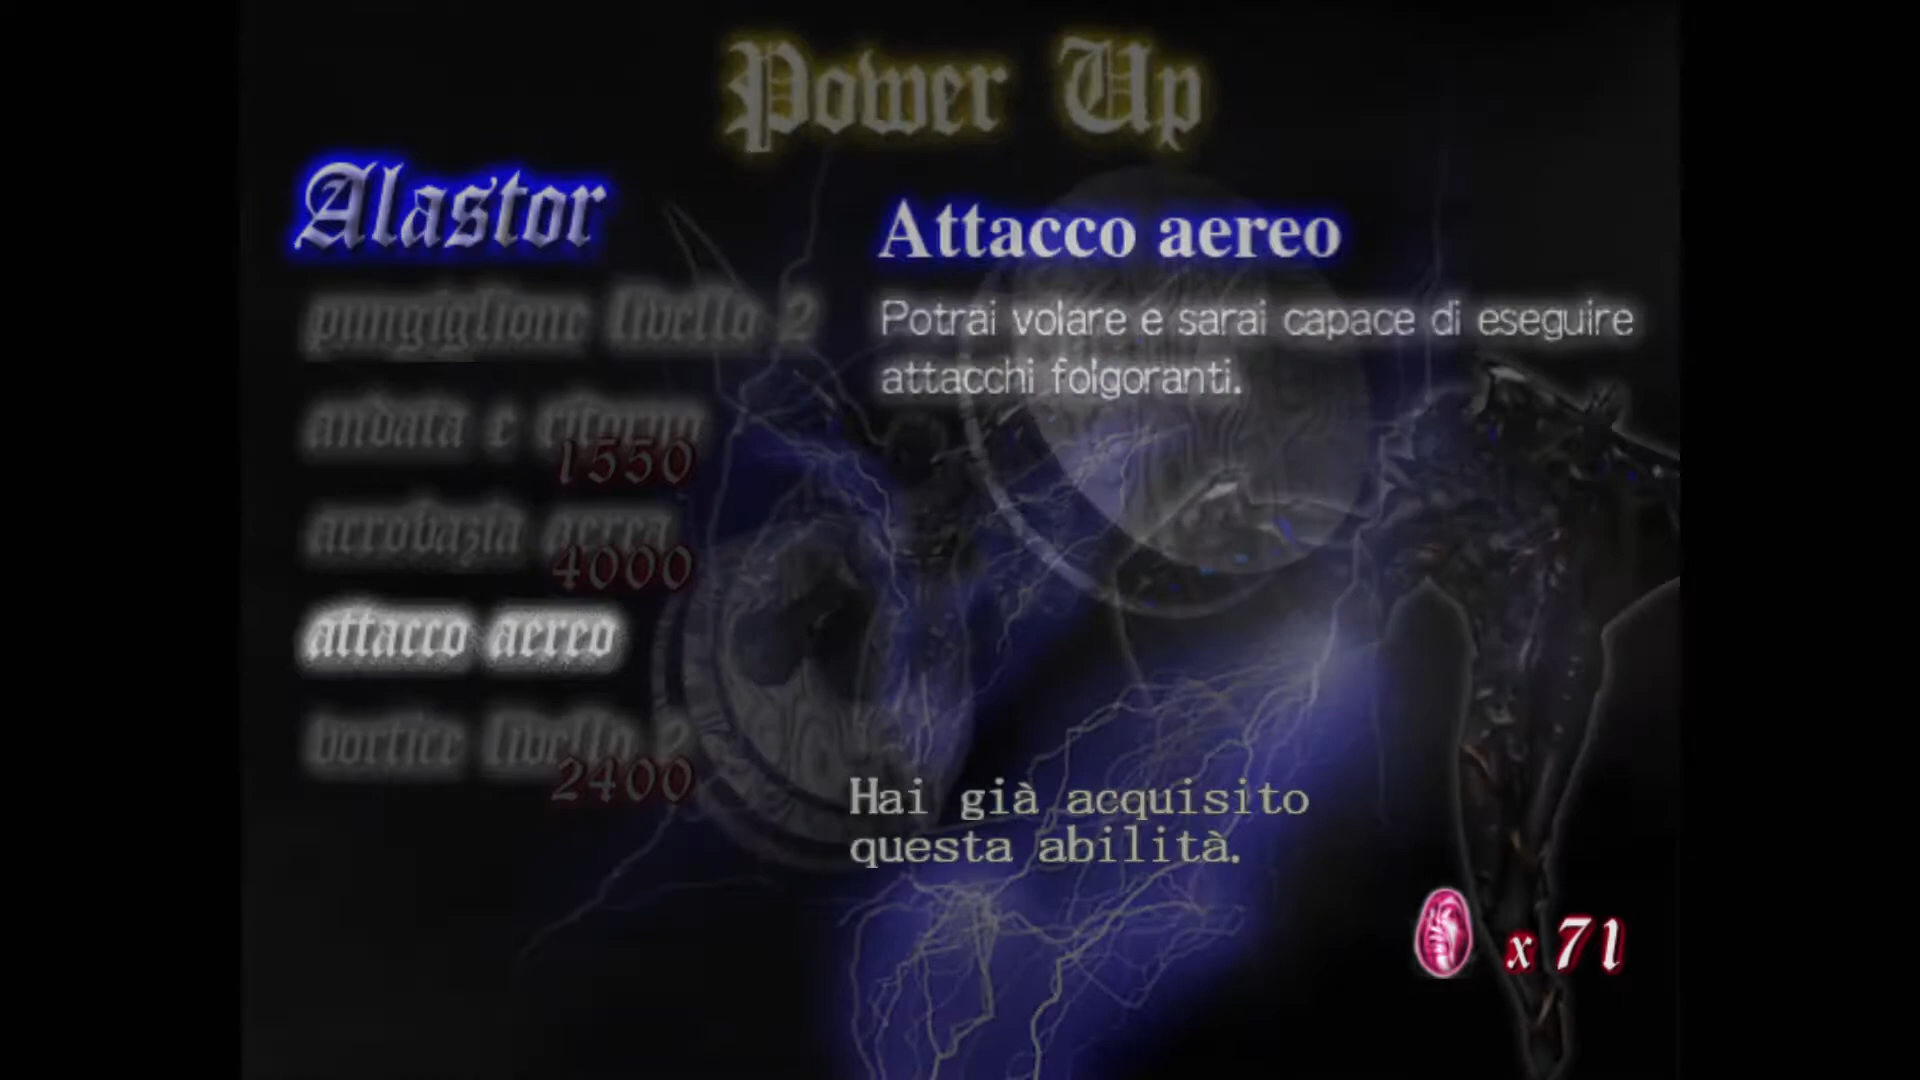 Power Up
Alastor
pungiglione livello 2
andata e ritorno
1550
acrobazia aerea
4000
attacco aereo
vortice livello 2
2400
Attacco aereo
Potrai volare e sarai capace di eseguire
attacchi folgoranti.
Hai già acquisito
questa abilità.
x 71